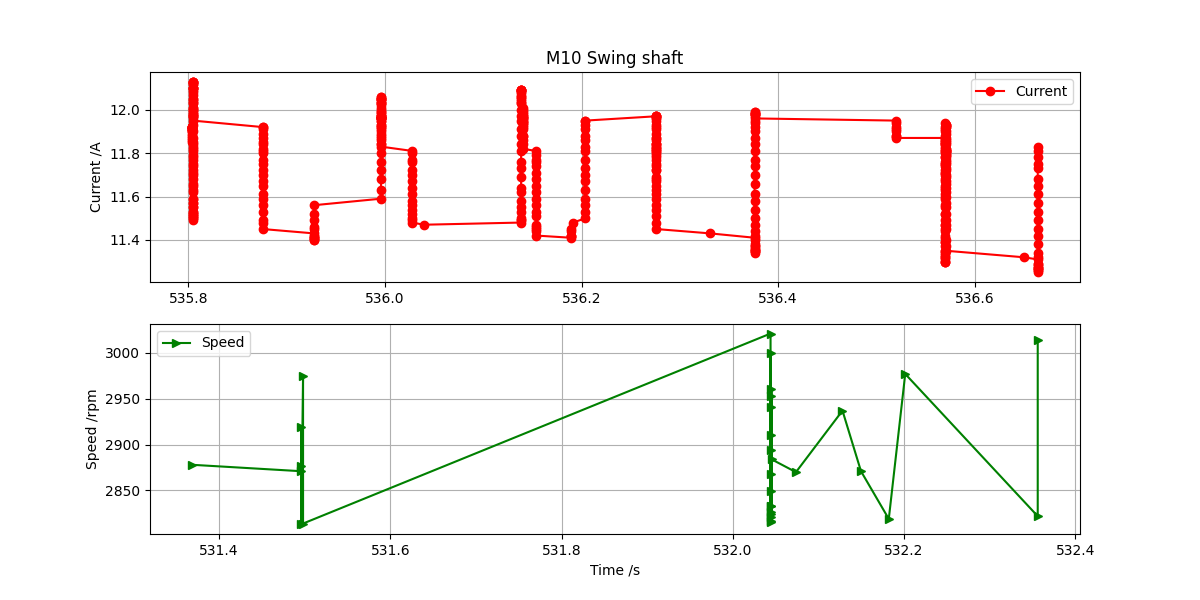 M10 Swing shaft
Current
Current /A
12.0
11.8
11.6
11.4
535.8 536.0 536.2 536.4 536.6
Speed
Speed /rpm
3000
2950
2900
2850
531.4 531.6 531.8 532.0 532.2 532.4
Time /s